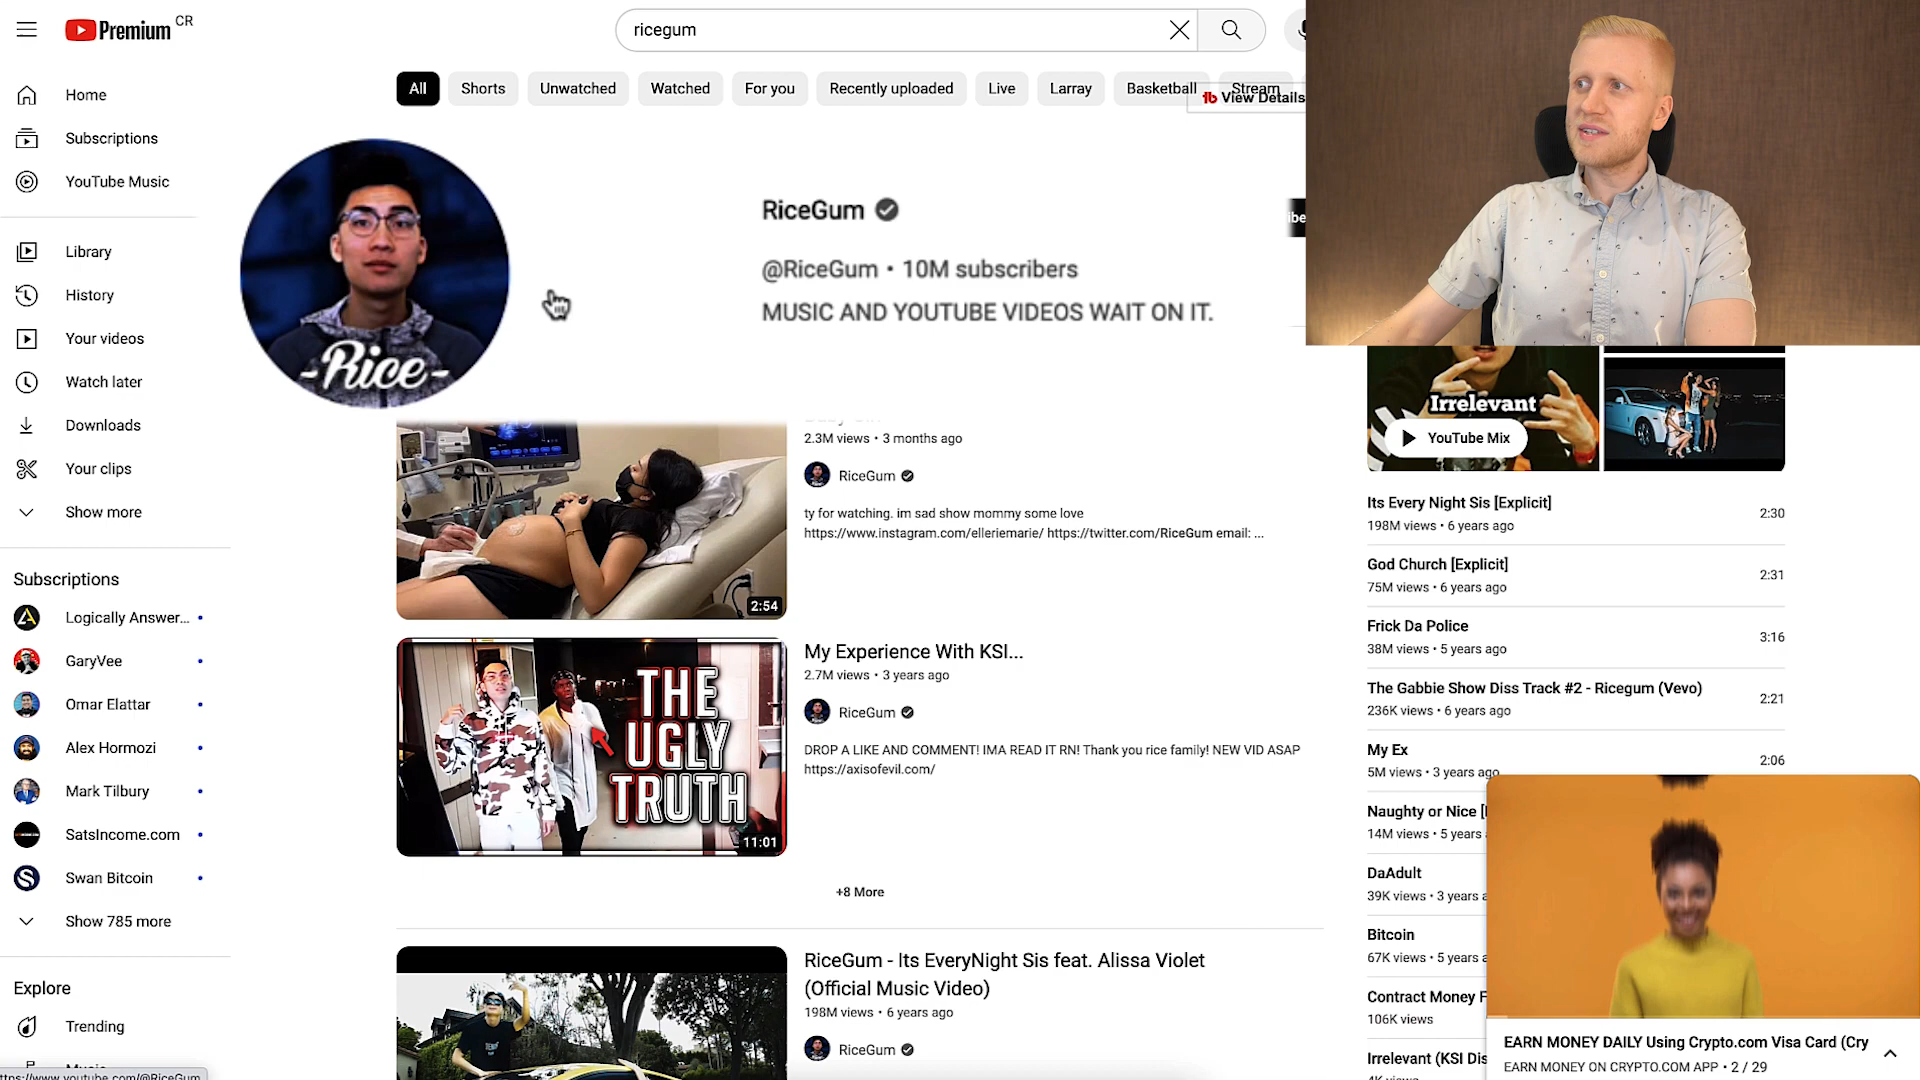 Premium CR
ricegum
All
Shorts
Unwatched
Watched
For you
Recently uploaded
Live
Larray
Basketball
Stream
View Details
Home
Subscriptions
YouTube Music
Library
History
Your videos
Watch later
Downloads
Your clips
Show more
Subscriptions
Logically Answer...
GaryVee
Omar Elattar
Alex Hormozi
Mark Tilbury
SatsIncome.com
Swan Bitcoin
Show 785 more
Explore
Trending
-Rice-
RiceGum
@RiceGum • 10M subscribers
MUSIC AND YOUTUBE VIDEOS WAIT ON IT.
2.3M views • 3 months ago
RiceGum
ty for watching. im sad show mommy some love
https://www.instagram.com/elleriemarie/ https://twitter.com/RiceGum email: ...
2:54
THE
UGLY
TRUTH
11:01
My Experience With KSI...
2.7M views • 3 years ago
RiceGum
DROP A LIKE AND COMMENT! IMA READ IT RN! Thank you rice family! NEW VID ASAP
https://axisofevil.com/
+8 More
RiceGum - Its EveryNight Sis feat. Alissa Violet
(Official Music Video)
198M views • 6 years ago
RiceGum
Irrelevant
YouTube Mix
Its Every Night Sis [Explicit]
198M views • 6 years ago
2:30
God Church [Explicit]
75M views • 6 years ago
2:31
Frick Da Police
38M views • 5 years ago
3:16
The Gabbie Show Diss Track #2 - Ricegum (Vevo)
236K views • 6 years ago
2:21
My Ex
5M views • 3 years ago
2:06
Naughty or Nice [
14M views • 5 years
DaAdult
39K views • 3 years
Bitcoin
67K views • 5 years
Contract Money
106K views
Irrelevant (KSI Dis
EARN MONEY DAILY Using Crypto.com Visa Card (Cry
EARN MONEY ON CRYPTO.COM APP • 2 / 29